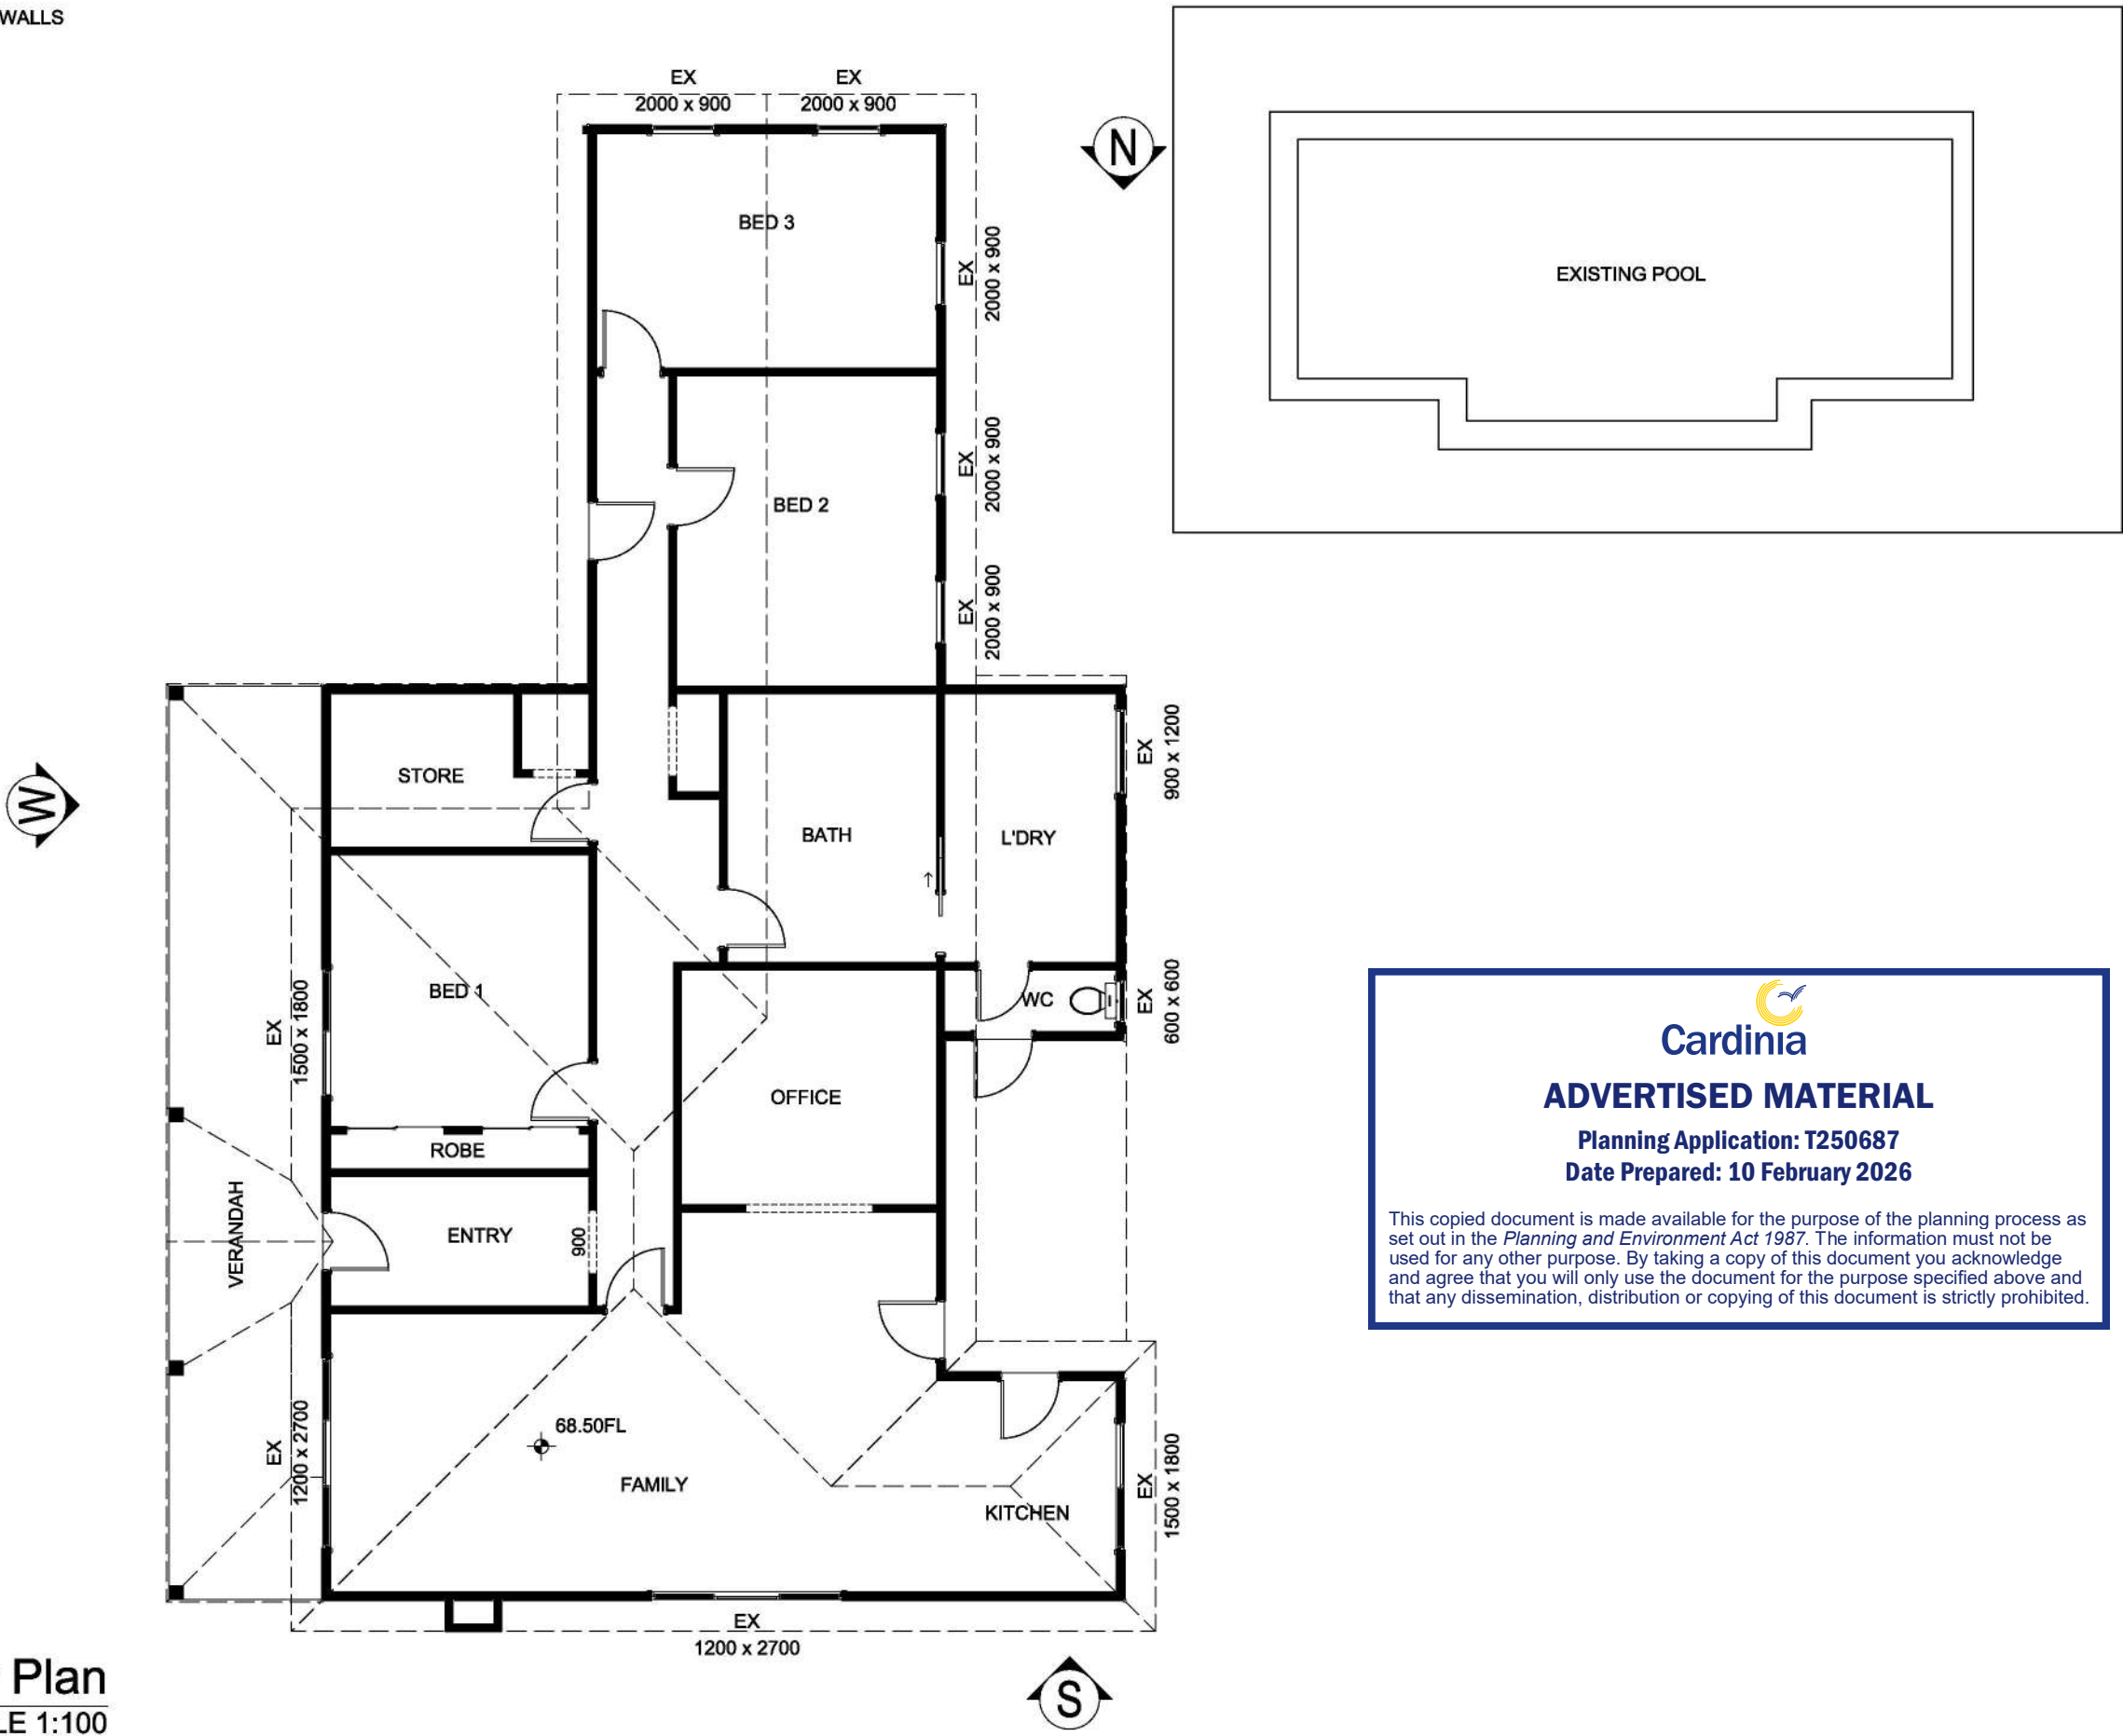 WALLS
EX
EX
2000 x 900
2000 x 900
N
BED 3
EX
2000 x 900
EXISTING POOL
BED 2
EX
2000 x 900
EX
2000 x 900
W
STORE
BATH
L'DRY
EX
900 x 1200
BED 1
EX
1500 x 1800
WC
EX
600 x 600
OFFICE
ROBE
VERANDAH
ENTRY
900
Cardinia
ADVERTISED MATERIAL
Planning Application: T250687
Date Prepared: 10 February 2026
This copied document is made available for the purpose of the planning process as
set out in the Planning and Environment Act 1987. The information must not be
used for any other purpose. By taking a copy of this document you acknowledge
and agree that you will only use the document for the purpose specified above and
that any dissemination, distribution or copying of this document is strictly prohibited.
EX
1200 x 2700
68.50FL
FAMILY
KITCHEN
EX
1500 x 1800
EX
1200 x 2700
S
Plan
LE 1:100